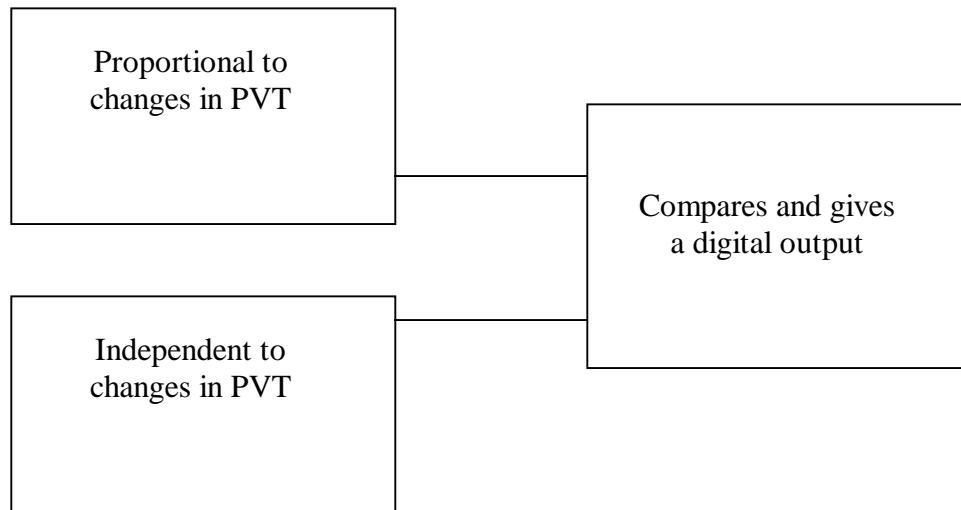 Proportional to
changes in PVT
Compares and gives
a digital output
Independent to
changes in PVT